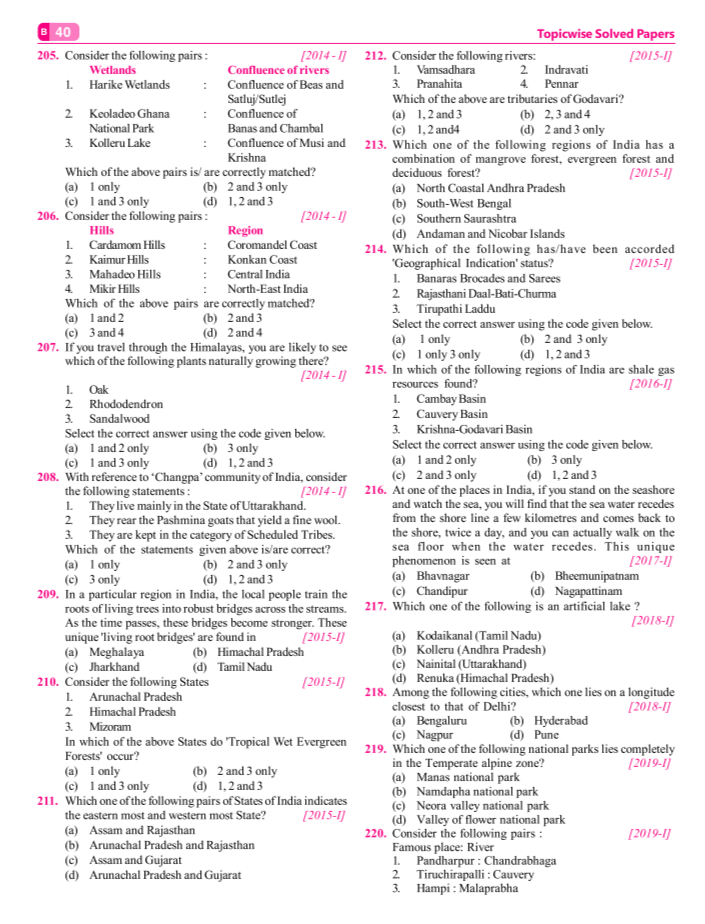 B 40
Topicwise Solved Papers
205. Consider the following pairs : [2014 - I]
Wetlands Confluence of rivers
1. Harike Wetlands : Confluence of Beas and
Satluj/Sutlej
2. Keoladeo Ghana : Confluence of
National Park Banas and Chambal
3. Kolleru Lake : Confluence of Musi and
Krishna
Which of the above pairs is/ are correctly matched?
(a) 1 only (b) 2 and 3 only
(c) 1 and 3 only (d) 1, 2 and 3
206. Consider the following pairs : [2014 - I]
Hills Region
1. Cardamom Hills : Coromandel Coast
2. Kaimur Hills : Konkan Coast
3. Mahadeo Hills : Central India
4. Mikir Hills : North-East India
Which of the above pairs are correctly matched?
(a) 1 and 2 (b) 2 and 3
(c) 3 and 4 (d) 2 and 4
207. If you travel through the Himalayas, you are likely to see
which of the following plants naturally growing there?
[2014 - I]
1. Oak
2. Rhododendron
3. Sandalwood
Select the correct answer using the code given below.
(a) 1 and 2 only (b) 3 only
(c) 1 and 3 only (d) 1, 2 and 3
208. With reference to 'Changpa' community of India, consider
the following statements : [2014 - I]
1. They live mainly in the State of Uttarakhand.
2. They rear the Pashmina goats that yield a fine wool.
3. They are kept in the category of Scheduled Tribes.
Which of the statements given above is/are correct?
(a) 1 only (b) 2 and 3 only
(c) 3 only (d) 1, 2 and 3
209. In a particular region in India, the local people train the
roots of living trees into robust bridges across the streams.
As the time passes, these bridges become stronger. These
unique 'living root bridges' are found in [2015-I]
(a) Meghalaya (b) Himachal Pradesh
(c) Jharkhand (d) Tamil Nadu
210. Consider the following States [2015-I]
1. Arunachal Pradesh
2. Himachal Pradesh
3. Mizoram
In which of the above States do 'Tropical Wet Evergreen
Forests' occur?
(a) 1 only (b) 2 and 3 only
(c) 1 and 3 only (d) 1, 2 and 3
211. Which one of the following pairs of States of India indicates
the eastern most and western most State? [2015-I]
(a) Assam and Rajasthan
(b) Arunachal Pradesh and Rajasthan
(c) Assam and Gujarat
(d) Arunachal Pradesh and Gujarat
212. Consider the following rivers: [2015-I]
1. Vamsadhara 2. Indravati
3. Pranahita 4. Pennar
Which of the above are tributaries of Godavari?
(a) 1, 2 and 3 (b) 2, 3 and 4
(c) 1, 2 and4 (d) 2 and 3 only
213. Which one of the following regions of India has a
combination of mangrove forest, evergreen forest and
deciduous forest? [2015-I]
(a) North Coastal Andhra Pradesh
(b) South-West Bengal
(c) Southern Saurashtra
(d) Andaman and Nicobar Islands
214. Which of the following has/have been accorded
'Geographical Indication' status? [2015-I]
1. Banaras Brocades and Sarees
2. Rajasthani Daal-Bati-Churma
3. Tirupathi Laddu
Select the correct answer using the code given below.
(a) 1 only (b) 2 and 3 only
(c) 1 only 3 only (d) 1, 2 and 3
215. In which of the following regions of India are shale gas
resources found? [2016-I]
1. Cambay Basin
2. Cauvery Basin
3. Krishna-Godavari Basin
Select the correct answer using the code given below.
(a) 1 and 2 only (b) 3 only
(c) 2 and 3 only (d) 1, 2 and 3
216. At one of the places in India, if you stand on the seashore
and watch the sea, you will find that the sea water recedes
from the shore line a few kilometres and comes back to
the shore, twice a day, and you can actually walk on the
sea floor when the water recedes. This unique
phenomenon is seen at [2017-I]
(a) Bhavnagar (b) Bheemunipatnam
(c) Chandipur (d) Nagapattinam
217. Which one of the following is an artificial lake ?
[2018-I]
(a) Kodaikanal (Tamil Nadu)
(b) Kolleru (Andhra Pradesh)
(c) Nainital (Uttarakhand)
(d) Renuka (Himachal Pradesh)
218. Among the following cities, which one lies on a longitude
closest to that of Delhi? [2018-I]
(a) Bengaluru (b) Hyderabad
(c) Nagpur (d) Pune
219. Which one of the following national parks lies completely
in the Temperate alpine zone? [2019-I]
(a) Manas national park
(b) Namdapha national park
(c) Neora valley national park
(d) Valley of flower national park
220. Consider the following pairs : [2019-I]
Famous place: River
1. Pandharpur : Chandrabhaga
2. Tiruchirapalli : Cauvery
3. Hampi : Malaprabha